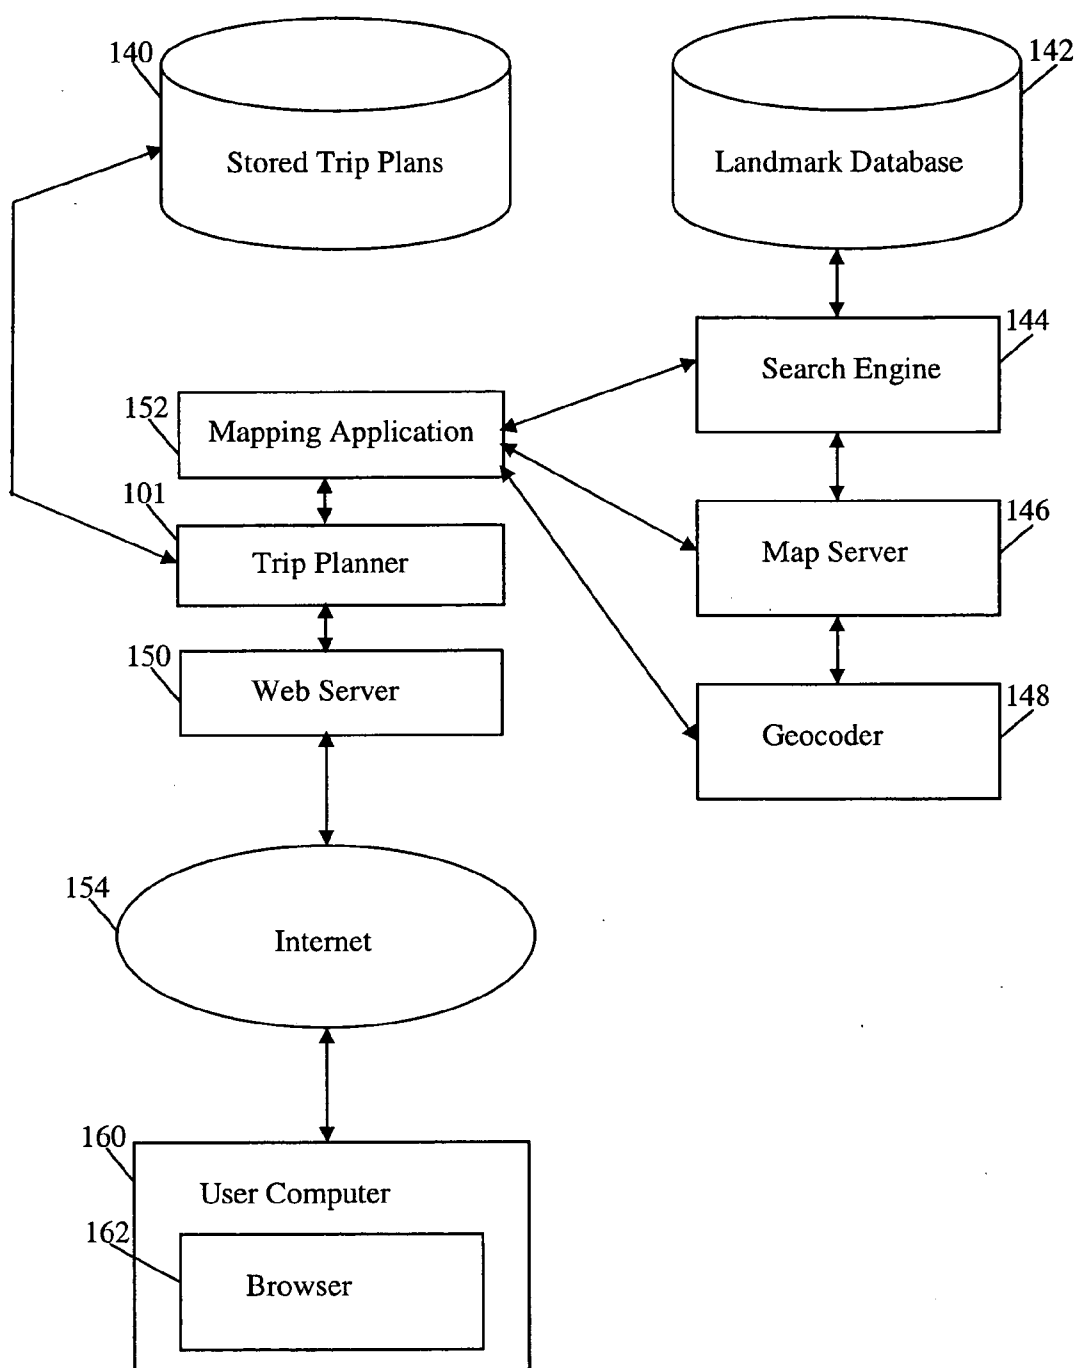 140
Stored Trip Plans
142
Landmark Database
144
Search Engine
152
Mapping Application
101
Trip Planner
146
Map Server
150
Web Server
148
Geocoder
154
Internet
160
User Computer
162
Browser